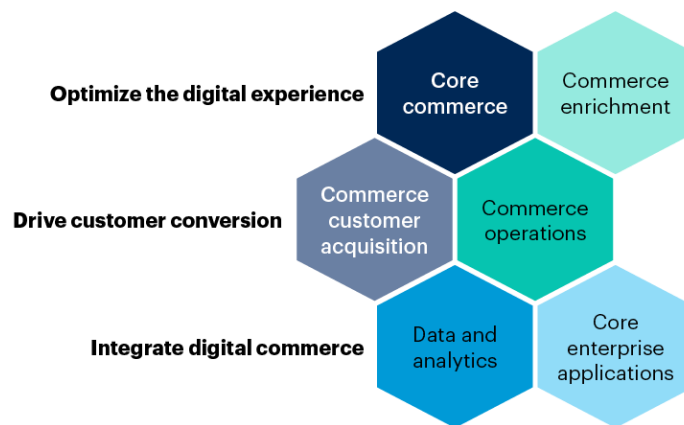 Optimize the digital experience
Core
commerce
Commerce
enrichment
Drive customer conversion
Commerce
customer
acquisition
Commerce
operations
Integrate digital commerce
Data and
analytics
Core
enterprise
applications